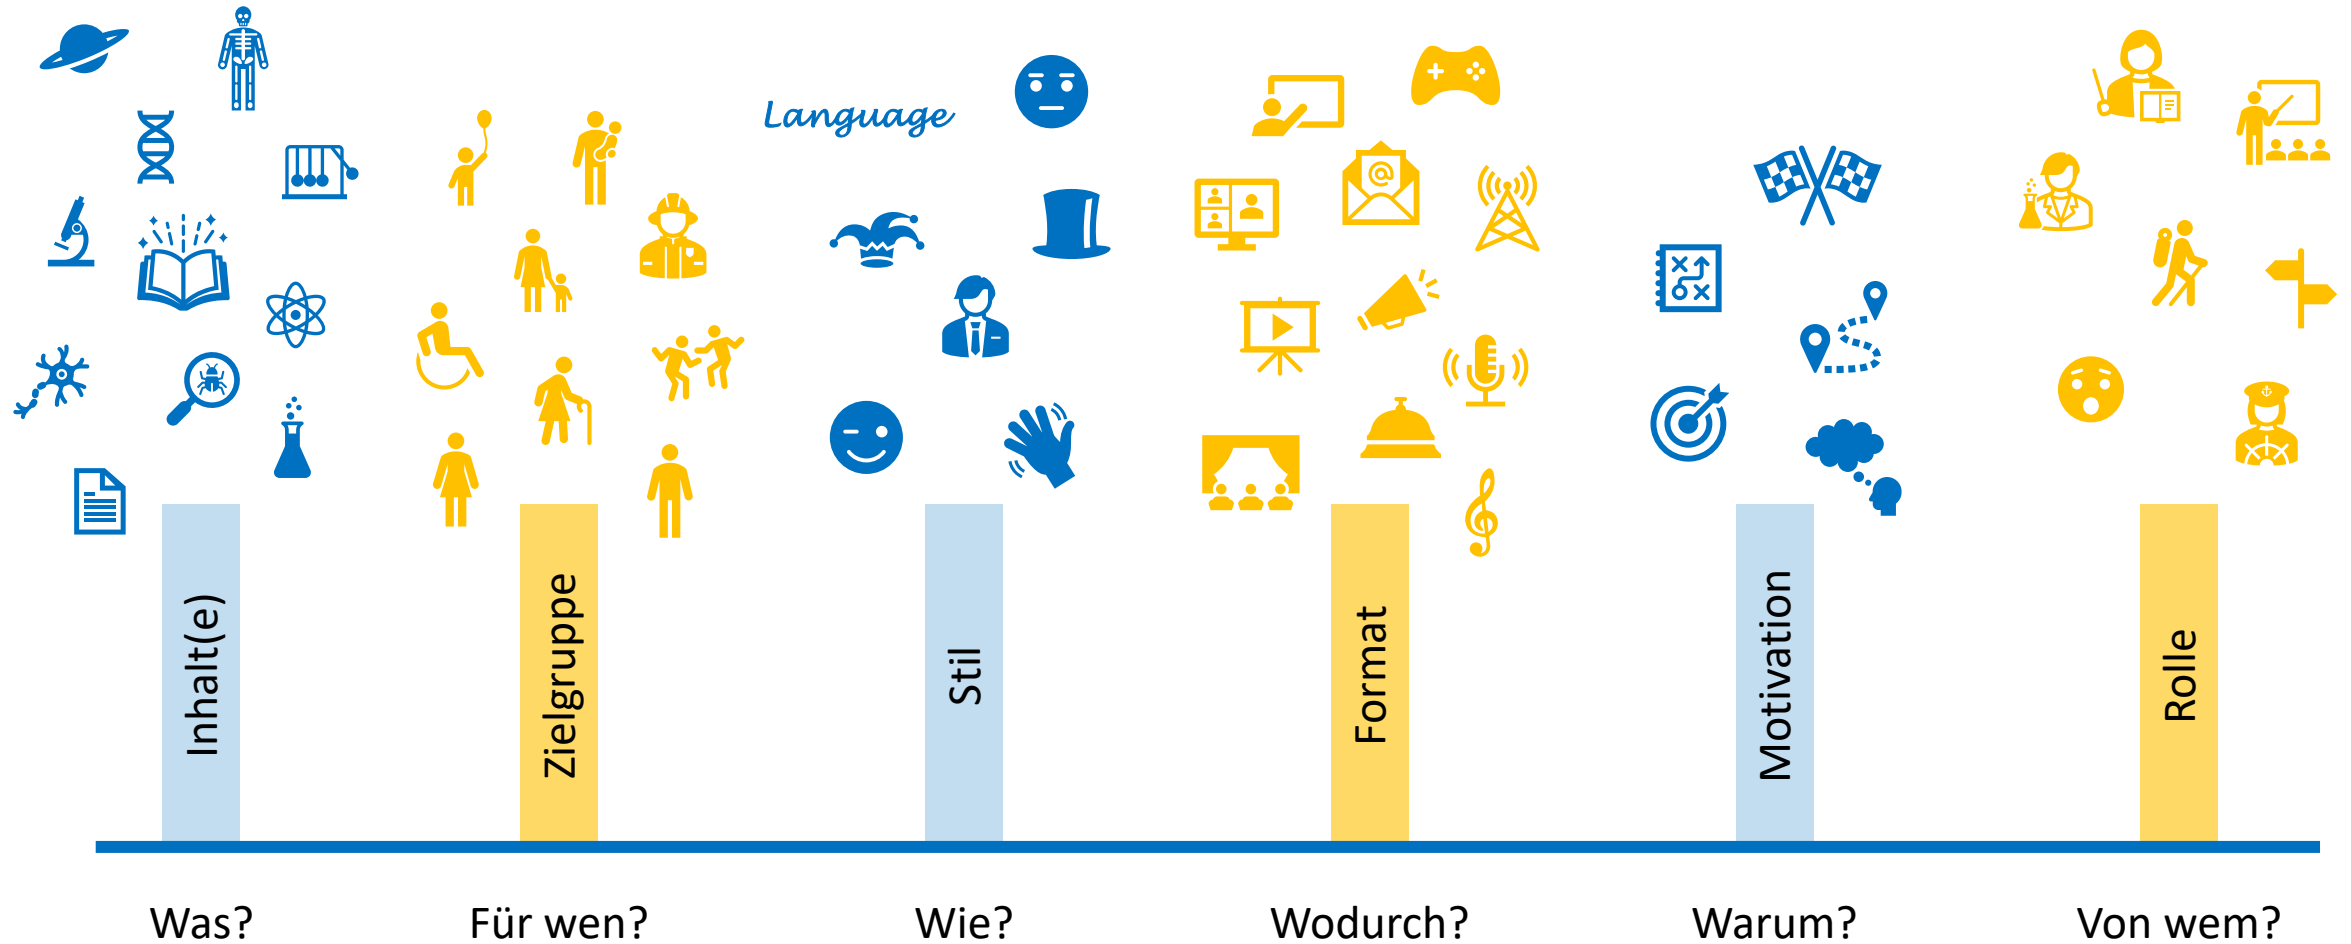 Language
Inhalt(e)
Zielgruppe
Stil
Format
Motivation
Rolle
Was?
Für wen?
Wie?
Wodurch?
Warum?
Von wem?